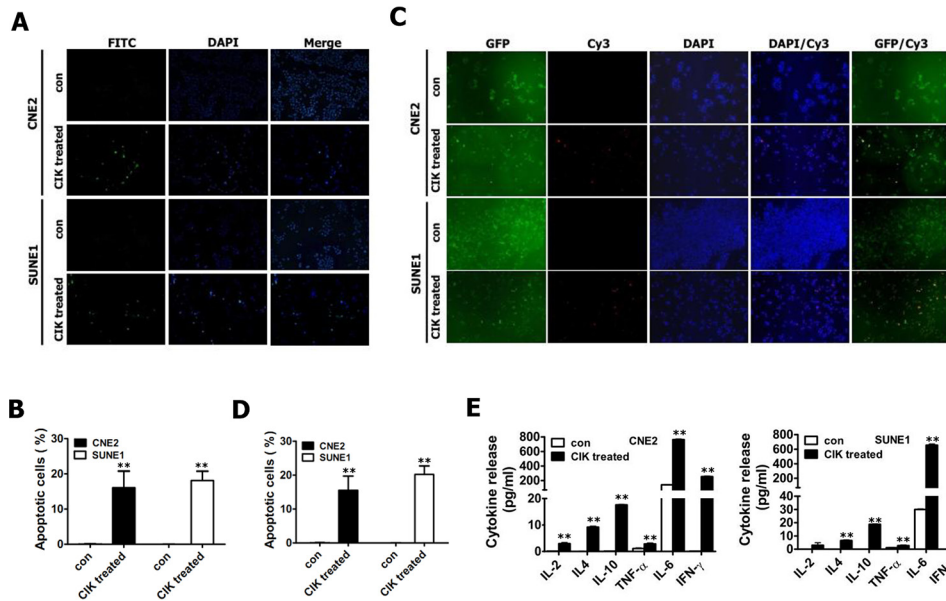 A
FITC DAPI Merge
CNE2
con
CIK treated
SUNE1
con
CIK treated
C
GFP Cy3 DAPI DAPI/Cy3 GFP/Cy3
CNE2
con
CIK treated
SUNE1
con
CIK treated
B
Apoptotic cells (%)
30
20
10
0
CNE2
SUNE1
** **
con CIK treated con CIK treated
D
Apoptotic cells (%)
30
20
10
0
CNE2
SUNE1
** **
con CIK treated con CIK treated
E
Cytokine release
(pg/ml)
800
600
400
200
20
10
0
con CNE2
CIK treated
** ** ** ** ** **
IL-2 IL4 IL-10 TNF-α IL-6 IFN-γ
Cytokine release
(pg/ml)
800
600
400
200
30
20
10
0
con SUNE1
CIK treated
** ** ** **
IL-2 IL4 IL-10 TNF-α IL-6 IFN